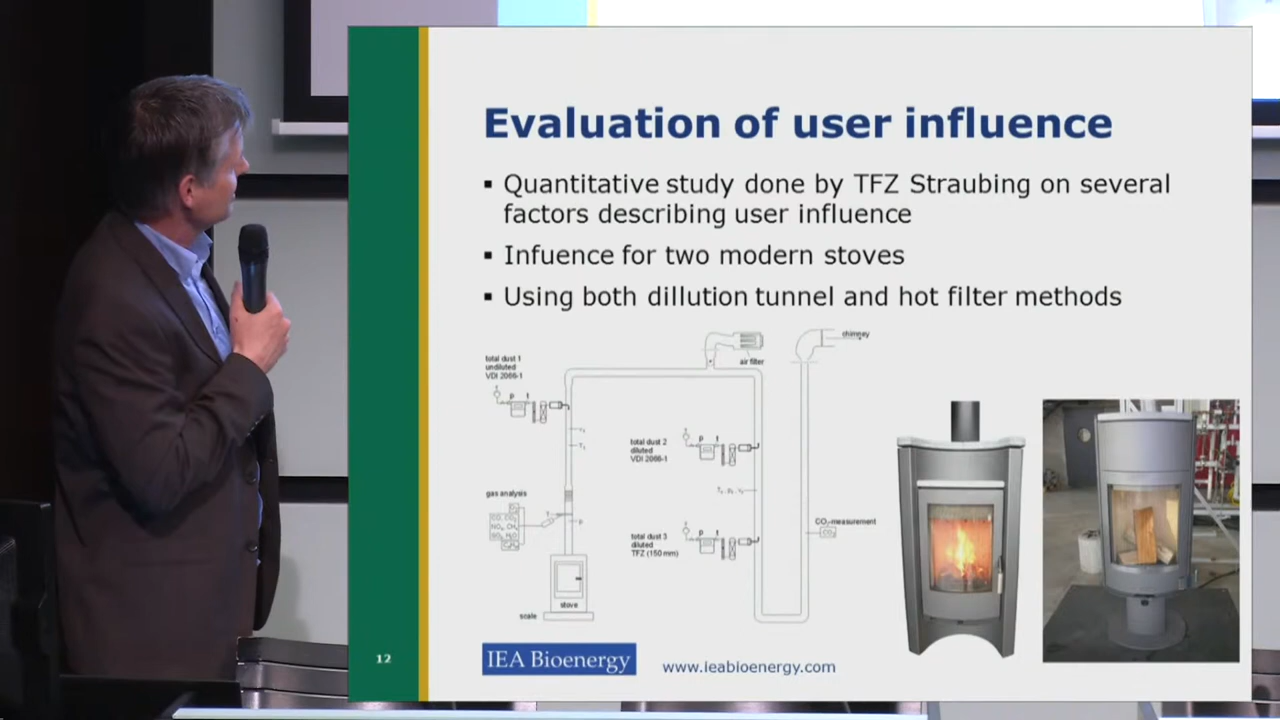 Evaluation of user influence
▪ Quantitative study done by TFZ Straubing on several
factors describing user influence
▪ Infuence for two modern stoves
▪ Using both dillution tunnel and hot filter methods
total dust 1
undiluted
VDI 2066-1
p t
air filter
chimney
total dust 2
diluted
VDI 2066-1
p t
gas analysis
total dust 3
diluted
TFZ (150 mm)
p t
CO₂-measurement
CO₂
stove
scale
12
IEA Bioenergy
www.ieabioenergy.com